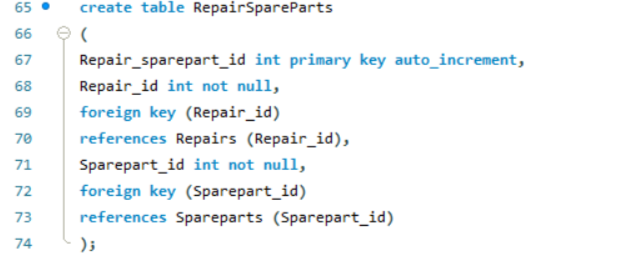 65 create table RepairSpareParts
66 (
67 Repair_sparepart_id int primary key auto_increment,
68 Repair_id int not null,
69 foreign key (Repair_id)
70 references Repairs (Repair_id),
71 Sparepart_id int not null,
72 foreign key (Sparepart_id)
73 references Spareparts (Sparepart_id)
74 );